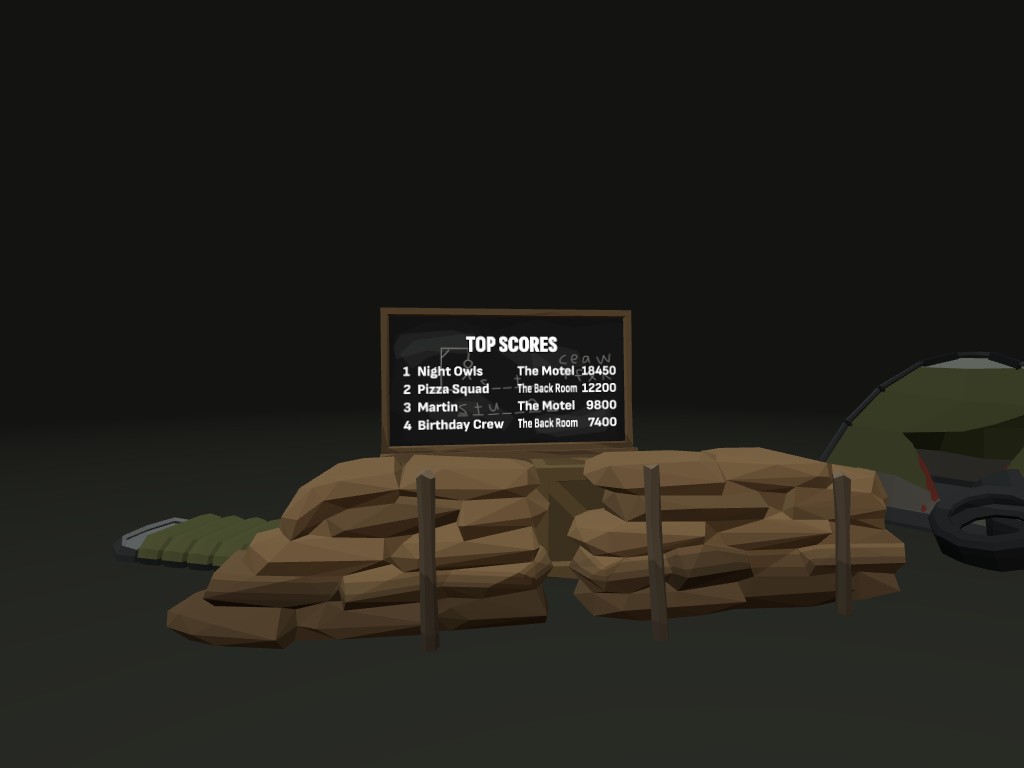 TOP SCORES
1 Night Owls The Motel 18450
2 Pizza Squad The Back Room 12200
3 Martin The Motel 9800
4 Birthday Crew The Back Room 7400
ceaw